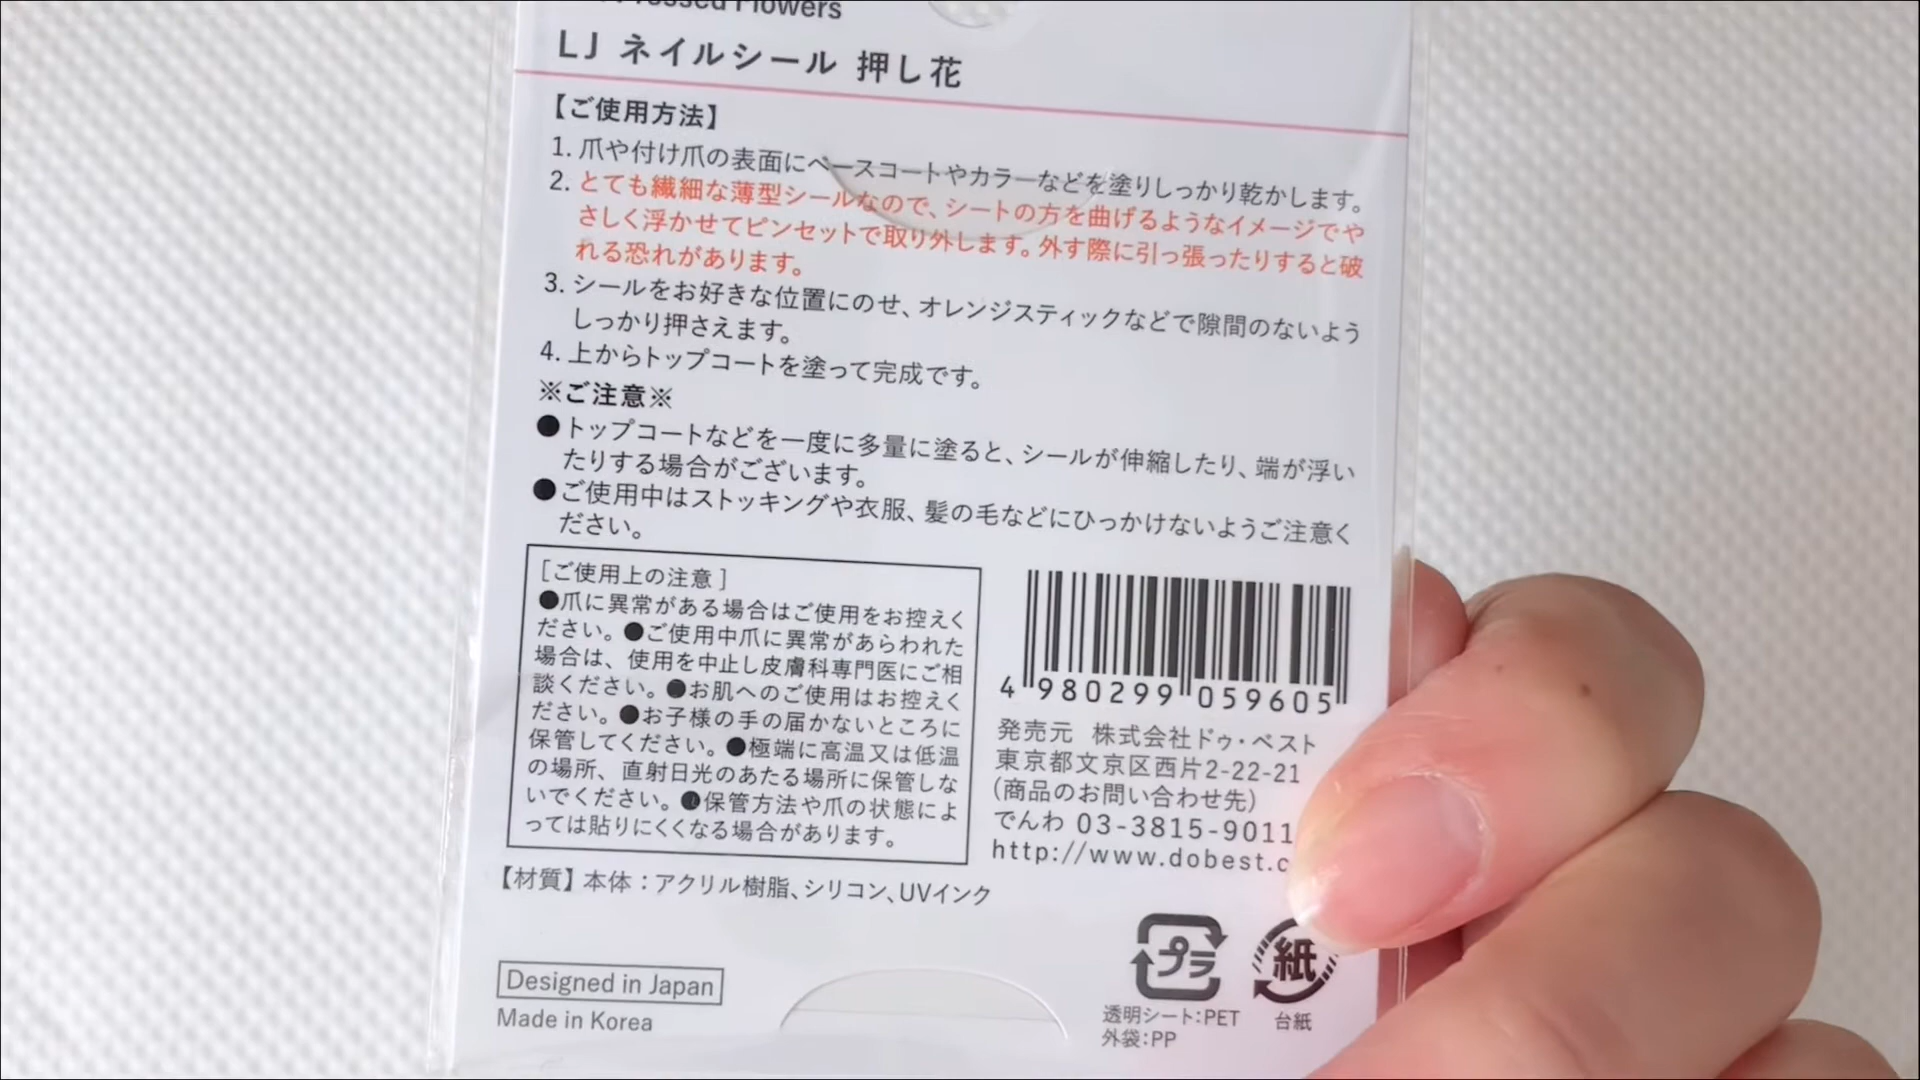 Pressed Flowers
LJ ネイルシール 押し花
【ご使用方法】
1. 爪や付け爪の表面にベースコートやカラーなどを塗りしっかり乾かします。
2. とても繊細な薄型シールなので、シートの方を曲げるようなイメージでや
さしく浮かせてピンセットで取り外します。外す際に引っ張ったりすると破
れる恐れがあります。
3. シールをお好きな位置にのせ、オレンジスティックなどで隙間のないよう
しっかり押さえます。
4. 上からトップコートを塗って完成です。
※ご注意※
●トップコートなどを一度に多量に塗ると、シールが伸縮したり、端が浮い
たりする場合がございます。
●ご使用中はストッキングや衣服、髪の毛などにひっかけないようご注意く
ださい。
[ご使用上の注意]
●爪に異常がある場合はご使用をお控えく
ださい。●ご使用中爪に異常があらわれた
場合は、使用を中止し皮膚科専門医にご相
談ください。●お肌へのご使用はお控えく
ださい。●お子様の手の届かないところに
保管してください。●極端に高温又は低温
の場所、直射日光のあたる場所に保管しな
いでください。●保管方法や爪の状態によ
っては貼りにくくなる場合があります。
4 980299 059605
発売元 株式会社ドゥ・ベスト
東京都文京区西片2-22-21
(商品のお問い合わせ先)
でんわ 03-3815-9011
http://www.dobest.c
【材質】本体：アクリル樹脂、シリコン、UVインク
Designed in Japan
Made in Korea
プラ
紙
透明シート：PET
外袋：PP
台紙